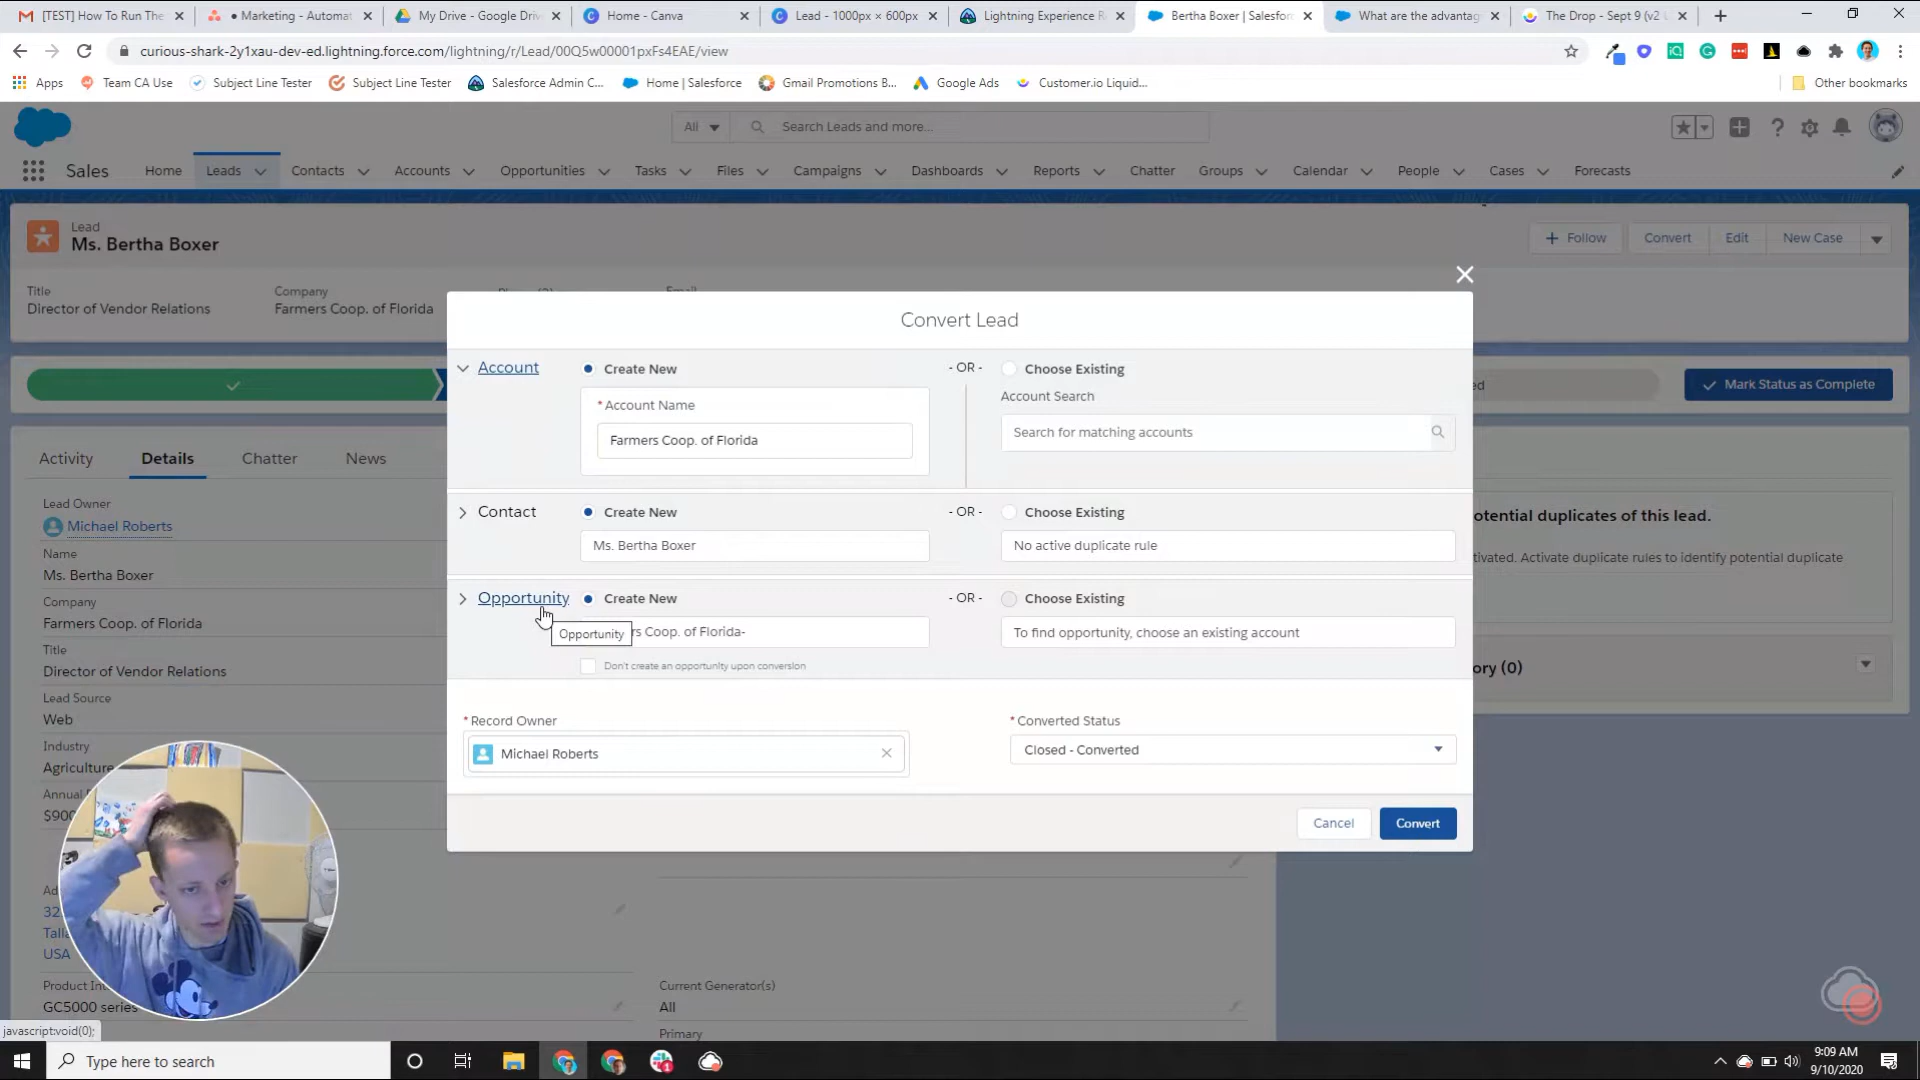 [TEST] How To Run The
• Marketing - Automat
My Drive - Google Drive
Home - Canva
Lead - 1000px × 600px
Lightning Experience R
Bertha Boxer | Salesfor
What are the advantag
The Drop - Sept 9 (v2
curious-shark-2y1xau-dev-ed.lightning.force.com/lightning/r/Lead/00Q5w00001pxFs4EAE/view
Apps
Team CA Use
Subject Line Tester
Subject Line Tester
Salesforce Admin C...
Home | Salesforce
Gmail Promotions B...
Google Ads
Customer.io Liquid...
Other bookmarks
All
Search Leads and more...
Sales
Home
Leads
Contacts
Accounts
Opportunities
Tasks
Files
Campaigns
Dashboards
Reports
Chatter
Groups
Calendar
People
Cases
Forecasts
Lead
Ms. Bertha Boxer
+ Follow
Convert
Edit
New Case
Title
Company
Email
Director of Vendor Relations
Farmers Coop. of Florida
Convert Lead
Account
Create New
- OR -
Choose Existing
* Account Name
Account Search
Farmers Coop. of Florida
Search for matching accounts
Mark Status as Complete
Activity
Details
Chatter
News
Lead Owner
Michael Roberts
Contact
Create New
- OR -
Choose Existing
Ms. Bertha Boxer
No active duplicate rule
otential duplicates of this lead.
tivated. Activate duplicate rules to identify potential duplicate
Name
Ms. Bertha Boxer
Company
Farmers Coop. of Florida
Opportunity
Create New
- OR -
Choose Existing
Opportunity
rs Coop. of Florida-
To find opportunity, choose an existing account
Don't create an opportunity upon conversion
ory (0)
Title
Director of Vendor Relations
Lead Source
Web
* Record Owner
* Converted Status
Michael Roberts
Closed - Converted
Industry
Agriculture
Annual
$900
Cancel
Convert
Ad
32
Talla
USA
Product Int
GC5000 series
Current Generator(s)
All
Primary
javascript:void(0);
Type here to search
1
9:09 AM
9/10/2020